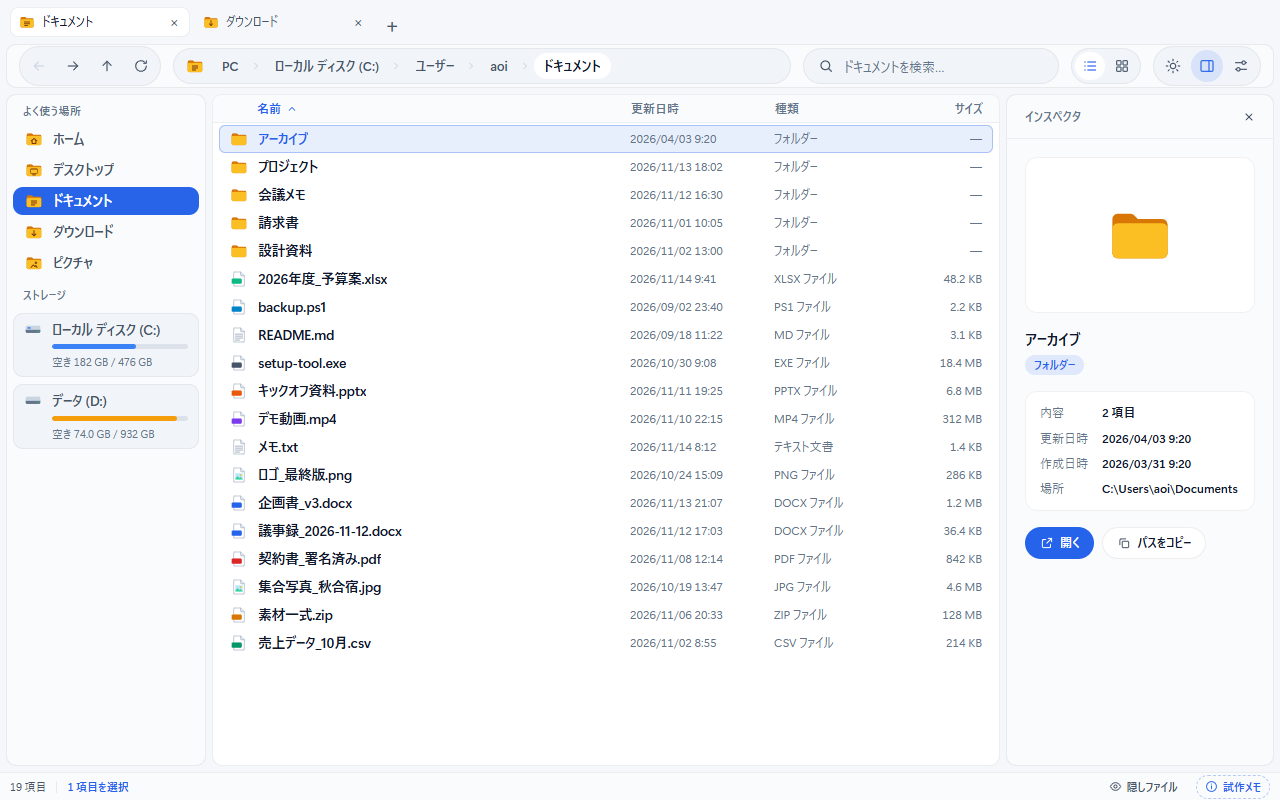 ドキュメント
ダウンロード
PC
ローカル ディスク (C:)
ユーザー
aoi
ドキュメント
ドキュメントを検索...
よく使う場所
ホーム
デスクトップ
ドキュメント
ダウンロード
ピクチャ
ストレージ
ローカル ディスク (C:)
空き 182 GB / 476 GB
データ (D:)
空き 74.0 GB / 932 GB
名前 更新日時 種類 サイズ
アーカイブ 2026/04/03 9:20 フォルダー —
プロジェクト 2026/11/13 18:02 フォルダー —
会議メモ 2026/11/12 16:30 フォルダー —
請求書 2026/11/01 10:05 フォルダー —
設計資料 2026/11/02 13:00 フォルダー —
2026年度_予算案.xlsx 2026/11/14 9:41 XLSX ファイル 48.2 KB
backup.ps1 2026/09/02 23:40 PS1 ファイル 2.2 KB
README.md 2026/09/18 11:22 MD ファイル 3.1 KB
setup-tool.exe 2026/10/30 9:08 EXE ファイル 18.4 MB
キックオフ資料.pptx 2026/11/11 19:25 PPTX ファイル 6.8 MB
デモ動画.mp4 2026/11/10 22:15 MP4 ファイル 312 MB
メモ.txt 2026/11/14 8:12 テキスト文書 1.4 KB
ロゴ_最終版.png 2026/10/24 15:09 PNG ファイル 286 KB
企画書_v3.docx 2026/11/13 21:07 DOCX ファイル 1.2 MB
議事録_2026-11-12.docx 2026/11/12 17:03 DOCX ファイル 36.4 KB
契約書_署名済み.pdf 2026/11/08 12:14 PDF ファイル 842 KB
集合写真_秋合宿.jpg 2026/10/19 13:47 JPG ファイル 4.6 MB
素材一式.zip 2026/11/06 20:33 ZIP ファイル 128 MB
売上データ_10月.csv 2026/11/02 8:55 CSV ファイル 214 KB
インスペクタ
アーカイブ
フォルダー
内容 2 項目
更新日時 2026/04/03 9:20
作成日時 2026/03/31 9:20
場所 C:\Users\aoi\Documents
開く
パスをコピー
19 項目
1 項目を選択
隠しファイル
試作メモ